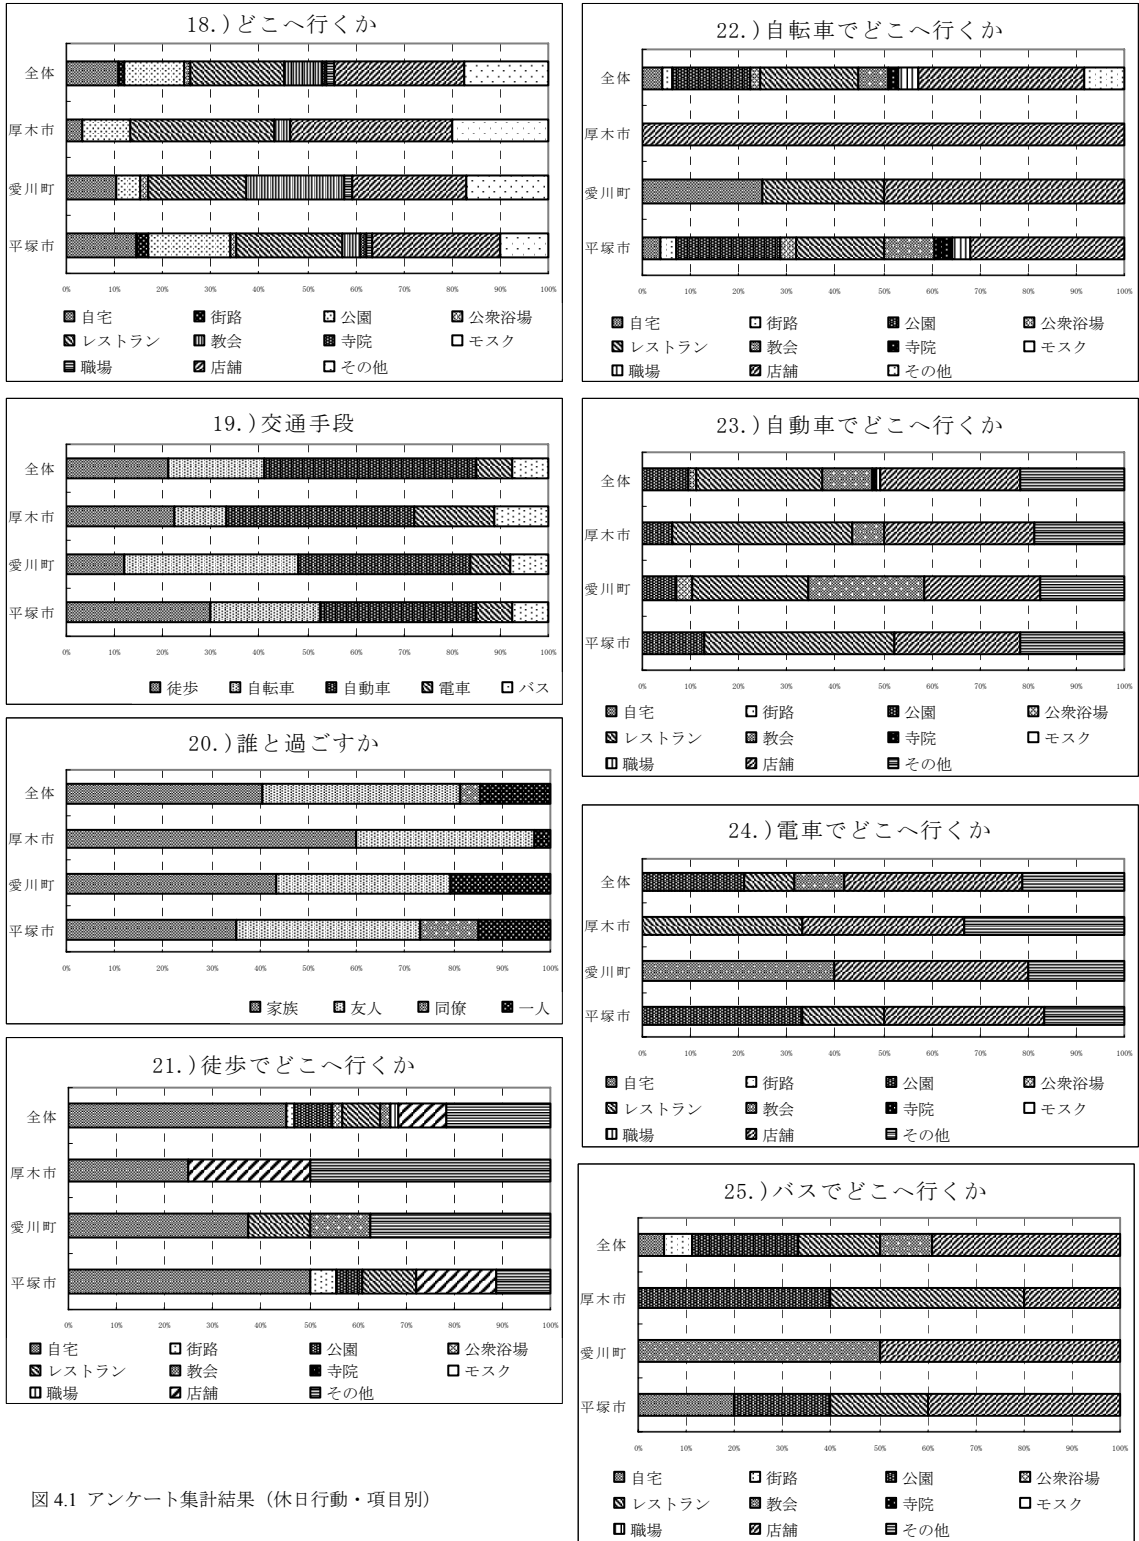 18.)どこへ行くか
全体
厚木市
愛川町
平塚市
0% 10% 20% 30% 40% 50% 60% 70% 80% 90% 100%
自宅 街路 公園 公衆浴場
レストラン 教会 寺院 モスク
職場 店舗 その他
19.)交通手段
全体
厚木市
愛川町
平塚市
0% 10% 20% 30% 40% 50% 60% 70% 80% 90% 100%
徒歩 自転車 自動車 電車 バス
20.)誰と過ごすか
全体
厚木市
愛川町
平塚市
0% 10% 20% 30% 40% 50% 60% 70% 80% 90% 100%
家族 友人 同僚 一人
21.)徒歩でどこへ行くか
全体
厚木市
愛川町
平塚市
0% 10% 20% 30% 40% 50% 60% 70% 80% 90% 100%
自宅 街路 公園 公衆浴場
レストラン 教会 寺院 モスク
職場 店舗 その他
22.)自転車でどこへ行くか
全体
厚木市
愛川町
平塚市
0% 10% 20% 30% 40% 50% 60% 70% 80% 90% 100%
自宅 街路 公園 公衆浴場
レストラン 教会 寺院 モスク
職場 店舗 その他
23.)自動車でどこへ行くか
全体
厚木市
愛川町
平塚市
0% 10% 20% 30% 40% 50% 60% 70% 80% 90% 100%
自宅 街路 公園 公衆浴場
レストラン 教会 寺院 モスク
職場 店舗 その他
24.)電車でどこへ行くか
全体
厚木市
愛川町
平塚市
0% 10% 20% 30% 40% 50% 60% 70% 80% 90% 100%
自宅 街路 公園 公衆浴場
レストラン 教会 寺院 モスク
職場 店舗 その他
25.)バスでどこへ行くか
全体
厚木市
愛川町
平塚市
0% 10% 20% 30% 40% 50% 60% 70% 80% 90% 100%
自宅 街路 公園 公衆浴場
レストラン 教会 寺院 モスク
職場 店舗 その他
図 4.1 アンケート集計結果（休日行動・項目別）